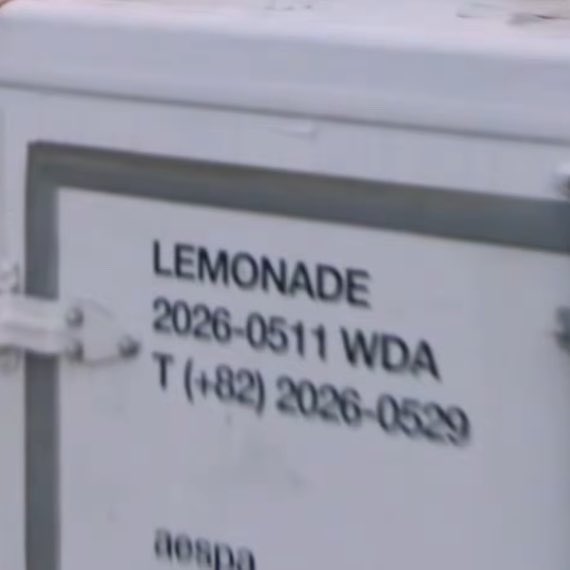 LEMONADE
2026-0511 WDA
T (+82) 2026-0529
aespa